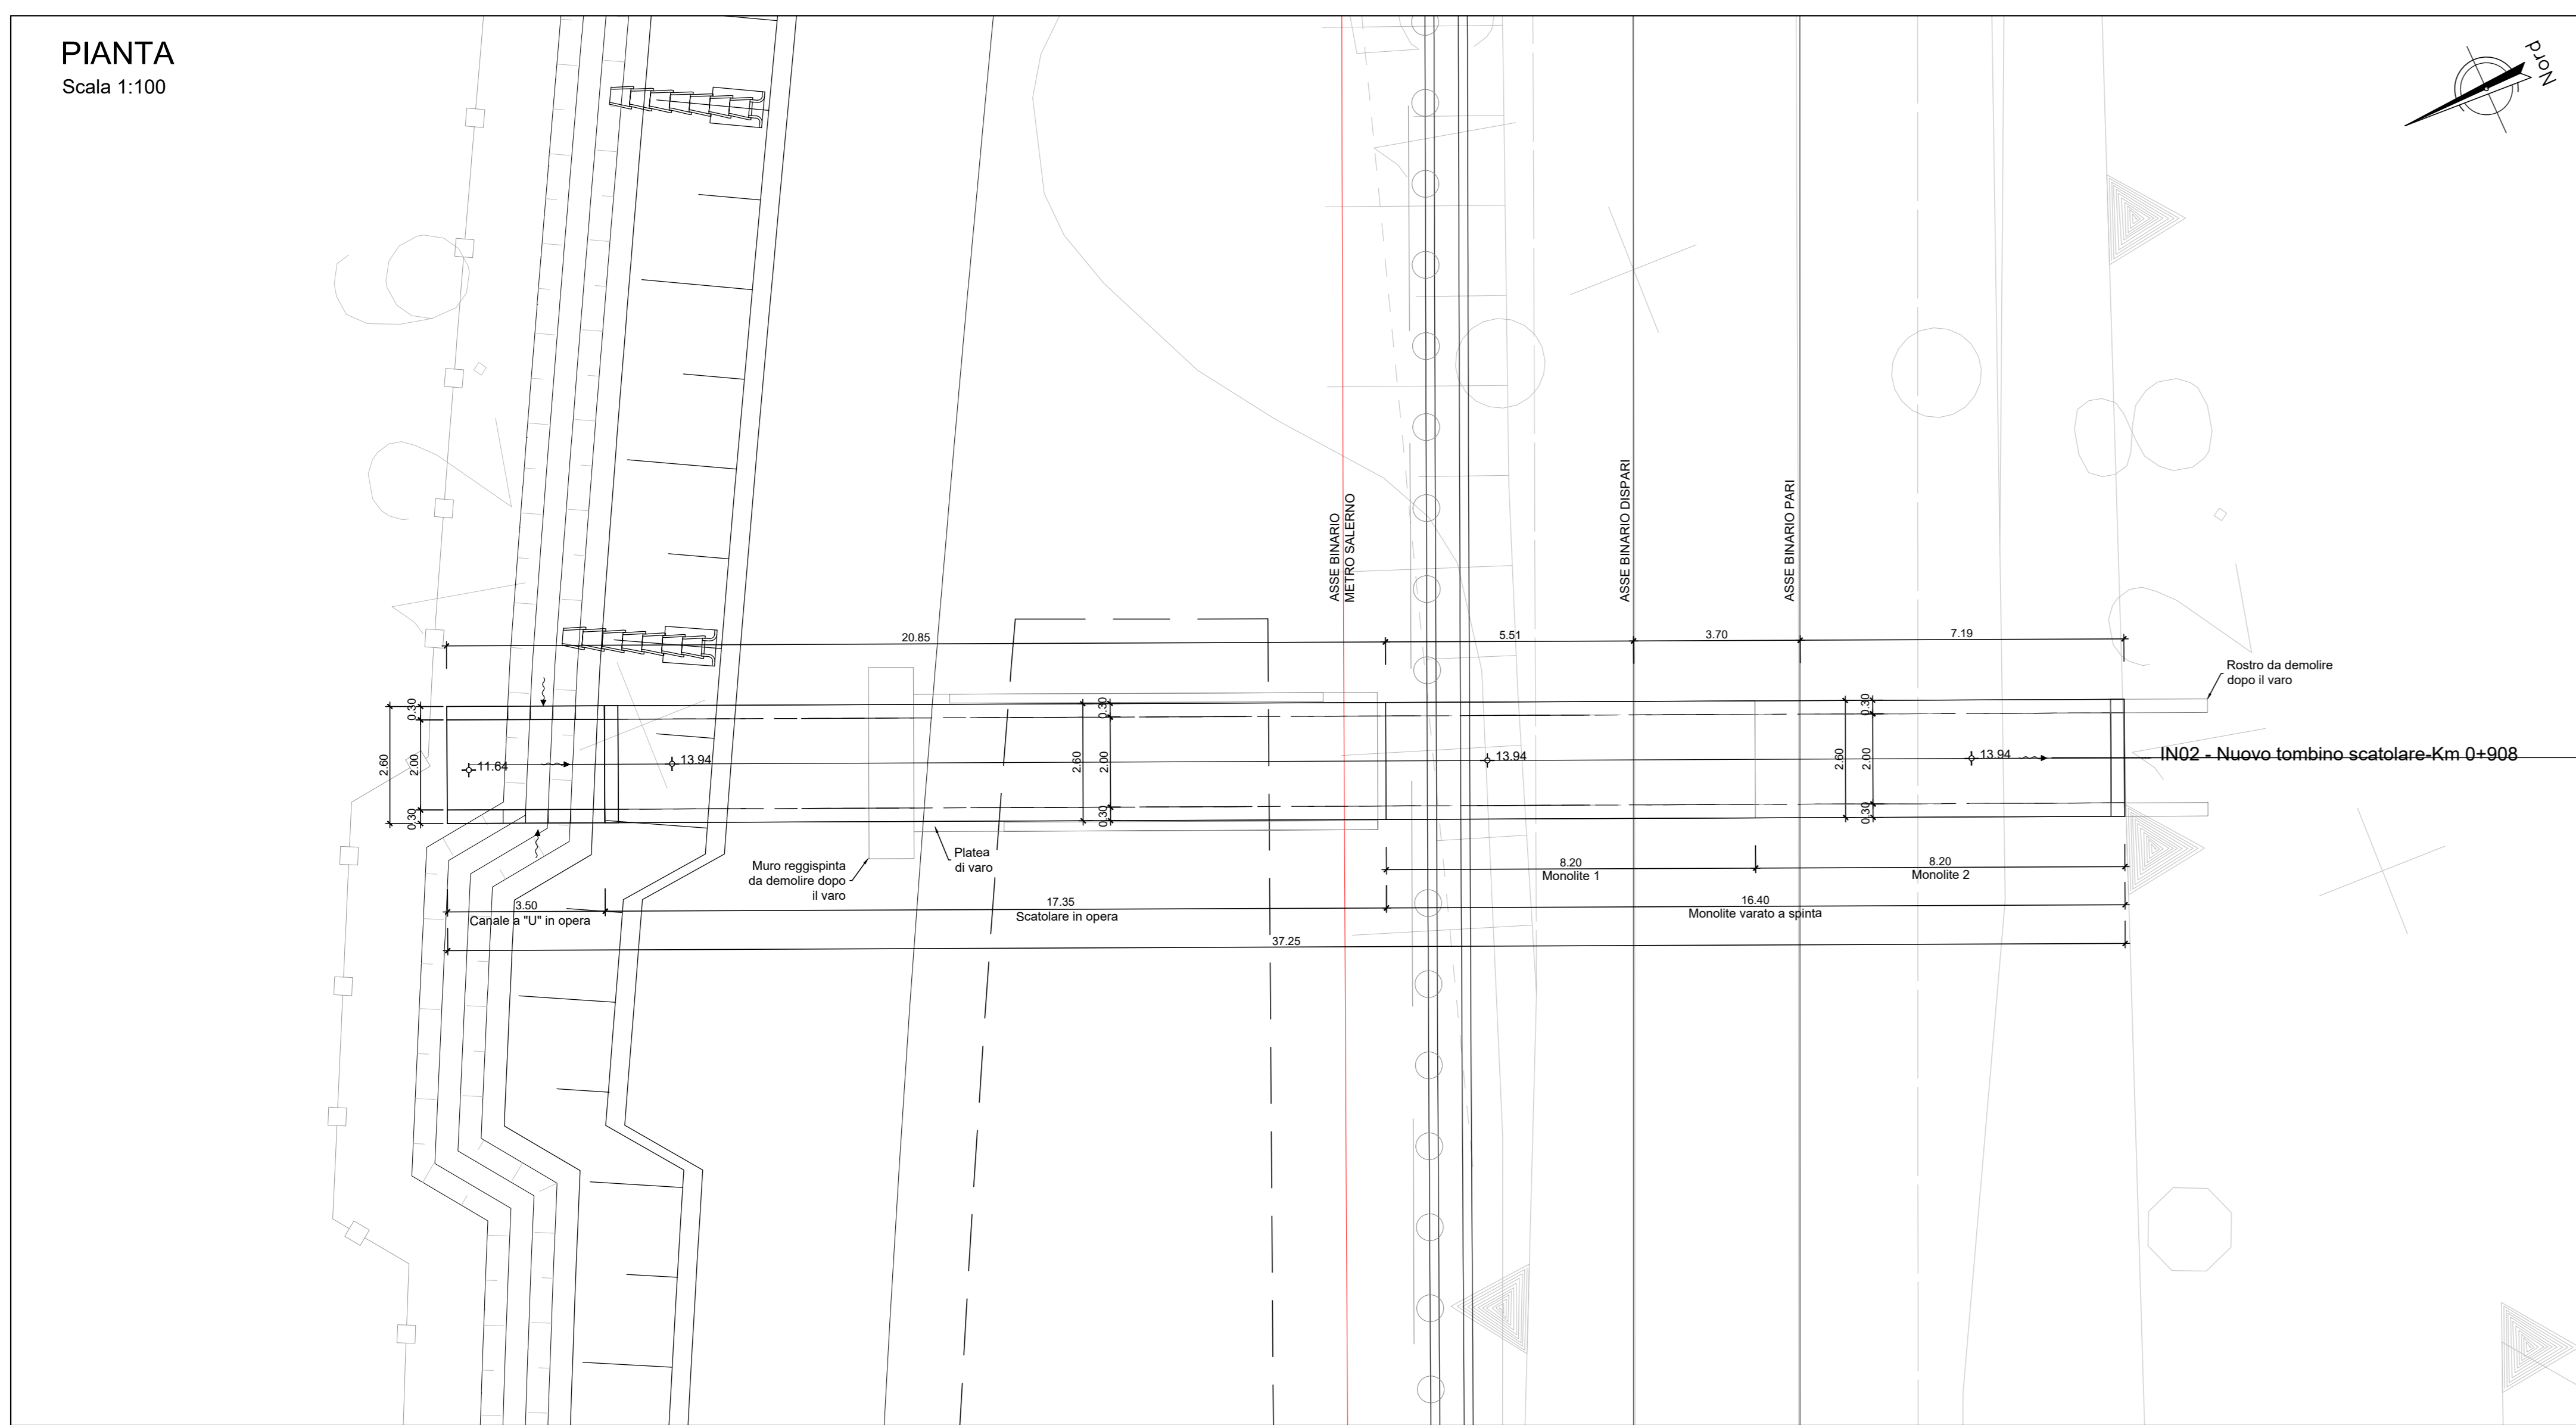 PIANTA
Scala 1:100
Nord
ASSE BINARIO
METRO SALERNO
ASSE BINARIO DISPARI
ASSE BINARIO PARI
20.85
5.51
3.70
7.19
Rostro da demolire
dopo il varo
0.30
2.60
2.00
0.30
0.30
2.60
2.00
0.30
0.30
2.60
2.00
0.30
11.64
13.94
13.94
13.94
IN02 - Nuovo tombino scatolare-Km 0+908
Muro reggispinta
da demolire dopo
il varo
Platea
di varo
8.20
Monolite 1
8.20
Monolite 2
3.50
Canale a "U" in opera
17.35
Scatolare in opera
16.40
Monolite varato a spinta
37.25